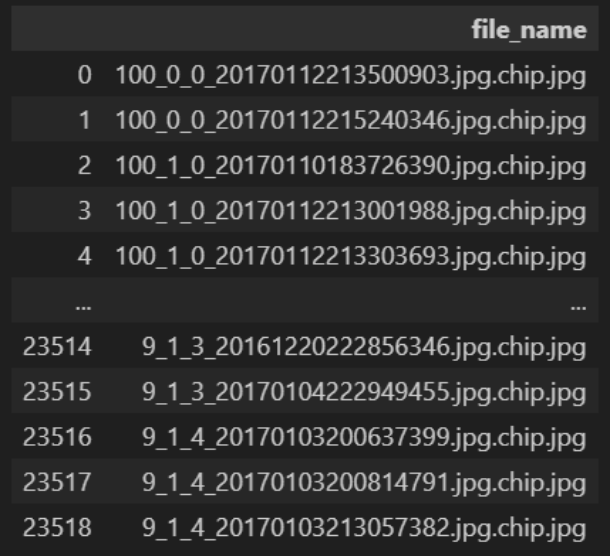 file_name
0 100_0_0_20170112213500903.jpg.chip.jpg
1 100_0_0_20170112215240346.jpg.chip.jpg
2 100_1_0_20170110183726390.jpg.chip.jpg
3 100_1_0_20170112213001988.jpg.chip.jpg
4 100_1_0_20170112213303693.jpg.chip.jpg
... ...
23514 9_1_3_20161220222856346.jpg.chip.jpg
23515 9_1_3_20170104222949455.jpg.chip.jpg
23516 9_1_4_20170103200637399.jpg.chip.jpg
23517 9_1_4_20170103200814791.jpg.chip.jpg
23518 9_1_4_20170103213057382.jpg.chip.jpg